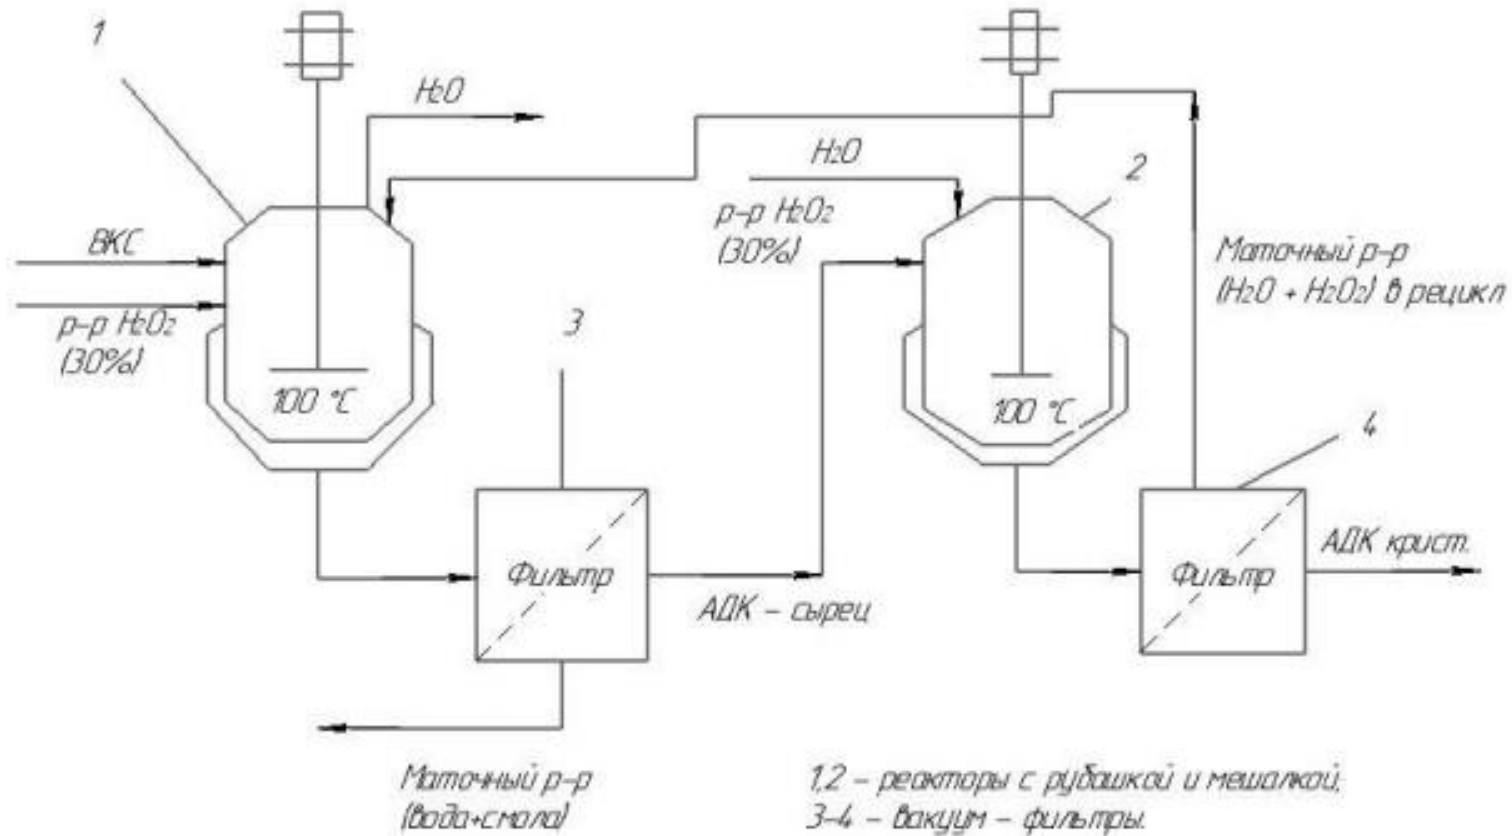 1
H2O
H2O
2
ВКС
р-р H2O2
(30%)
р-р H2O2
(30%)
Маточный р-р
(H2O + H2O2) в рецикл
3
100 °C
100 °C
4
Фильтр
АДК - сырец
Фильтр
АДК крист.
Маточный р-р
(вода+смола)
1,2 - реакторы с рубашкой и мешалкой;
3-4 - вакуум - фильтры.